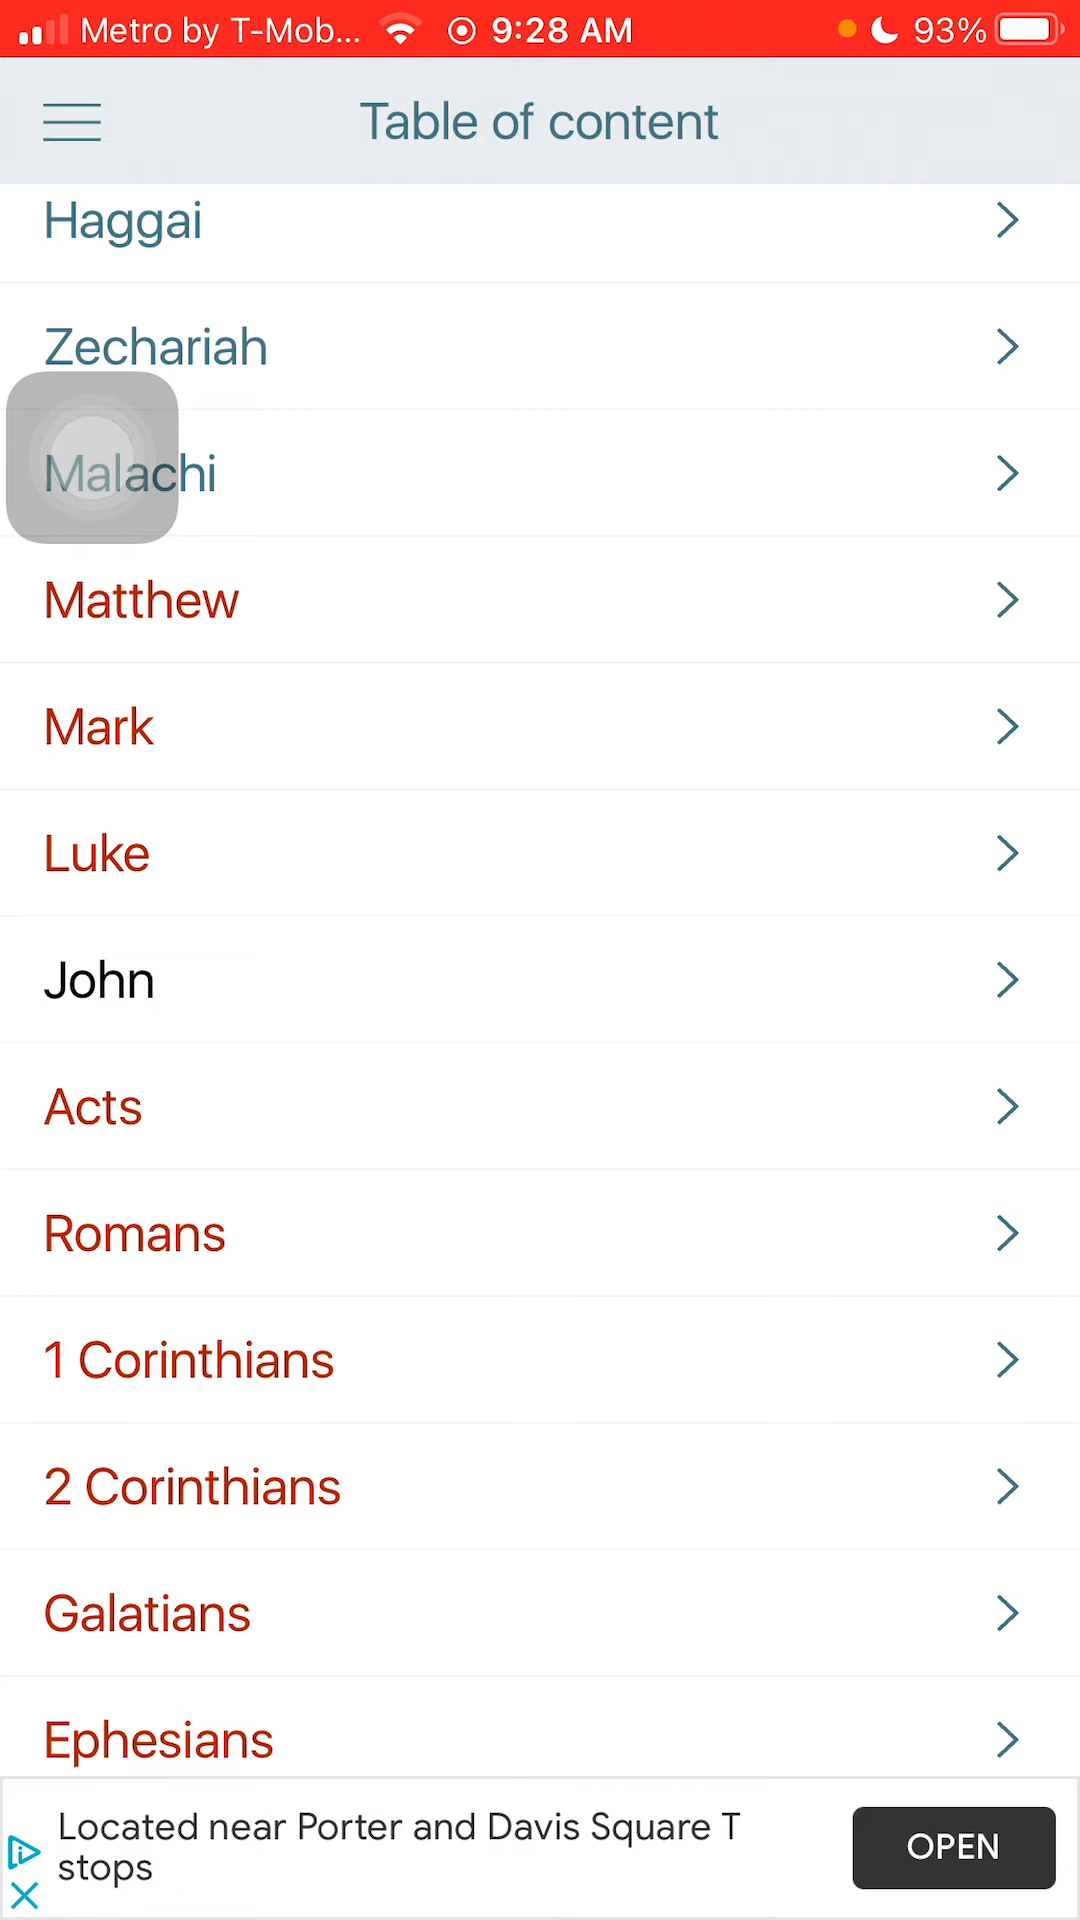 Metro by T-Mob... 9:28 AM 93%
Table of content
Haggai
Zechariah
Malachi
Matthew
Mark
Luke
John
Acts
Romans
1 Corinthians
2 Corinthians
Galatians
Ephesians
Located near Porter and Davis Square T
stops
OPEN